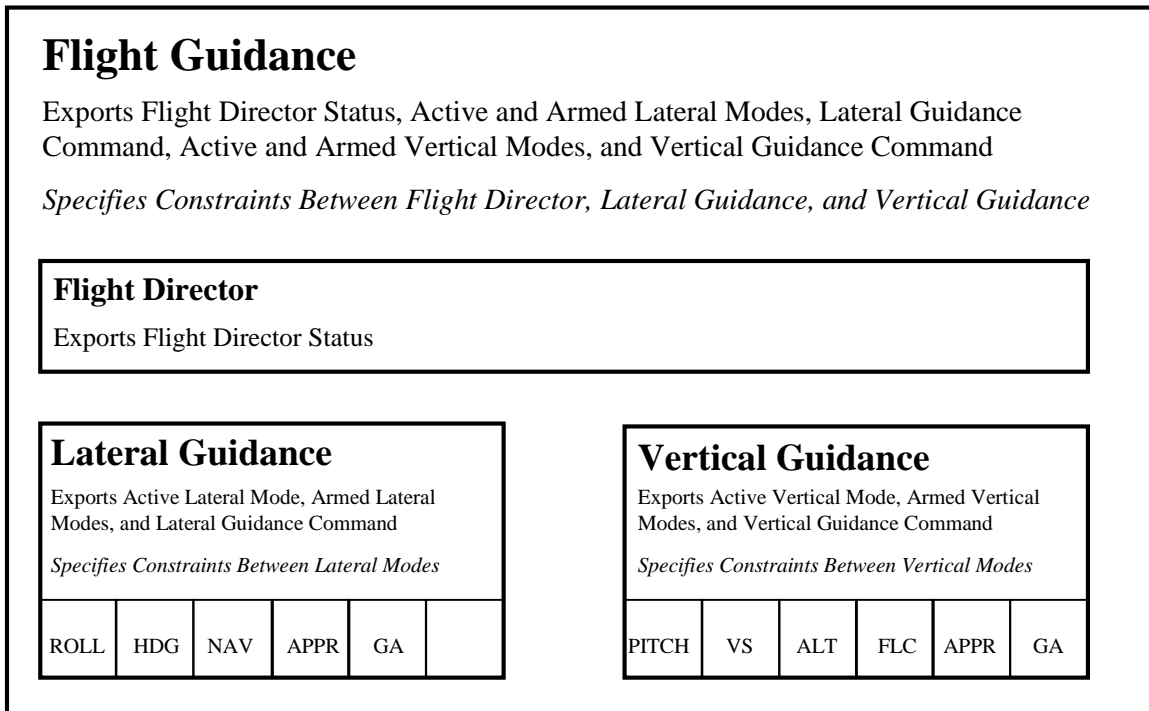 Flight Guidance
Exports Flight Director Status, Active and Armed Lateral Modes, Lateral Guidance
Command, Active and Armed Vertical Modes, and Vertical Guidance Command
Specifies Constraints Between Flight Director, Lateral Guidance, and Vertical Guidance
Flight Director
Exports Flight Director Status
Lateral Guidance
Exports Active Lateral Mode, Armed Lateral
Modes, and Lateral Guidance Command
Specifies Constraints Between Lateral Modes
ROLL HDG NAV APPR GA
Vertical Guidance
Exports Active Vertical Mode, Armed Vertical
Modes, and Vertical Guidance Command
Specifies Constraints Between Vertical Modes
PITCH VS ALT FLC APPR GA